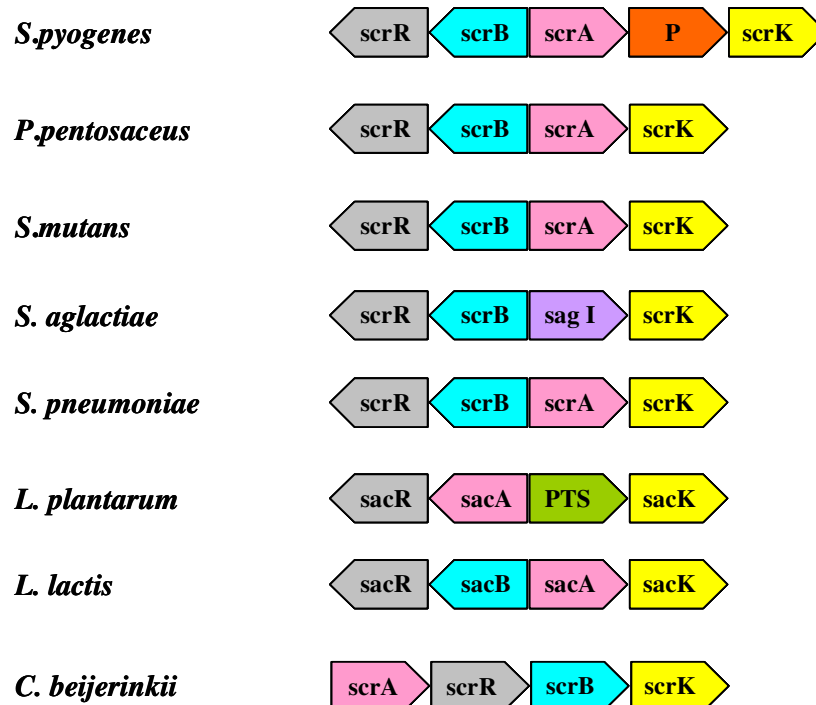 S.pyogenes scrR scrB scrA P scrK
P.pentosaceus scrR scrB scrA scrK
S.mutans scrR scrB scrA scrK
S. aglactiae scrR scrB sag I scrK
S. pneumoniae scrR scrB scrA scrK
L. plantarum sacR sacA PTS sacK
L. lactis sacR sacB sacA sacK
C. beijerinkii scrA scrR scrB scrK